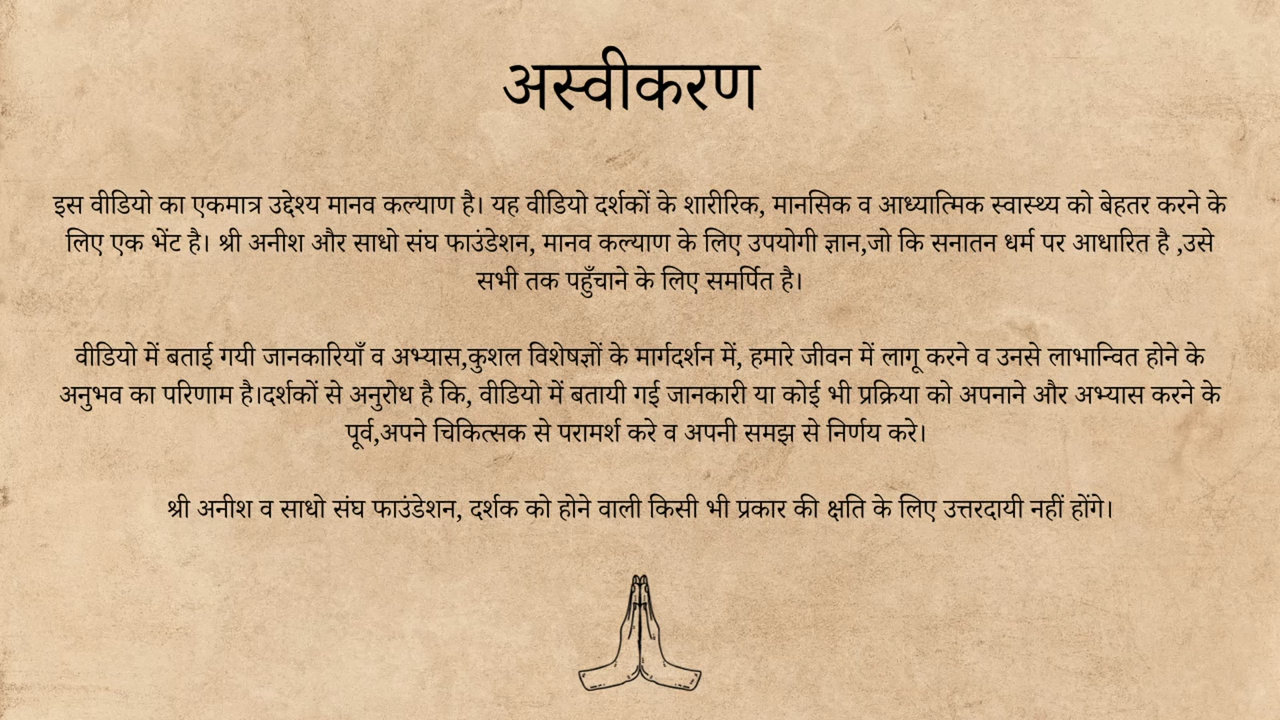 अस्वीकरण
इस वीडियो का एकमात्र उद्देश्य मानव कल्याण है। यह वीडियो दर्शकों के शारीरिक, मानसिक व आध्यात्मिक स्वास्थ्य को बेहतर करने के
लिए एक भेंट है। श्री अनीश और साधो संघ फाउंडेशन, मानव कल्याण के लिए उपयोगी ज्ञान,जो कि सनातन धर्म पर आधारित है ,उसे
सभी तक पहुँचाने के लिए समर्पित है।
वीडियो में बताई गयी जानकारियाँ व अभ्यास,कुशल विशेषज्ञों के मार्गदर्शन में, हमारे जीवन में लागू करने व उनसे लाभान्वित होने के
अनुभव का परिणाम है।दर्शकों से अनुरोध है कि, वीडियो में बतायी गई जानकारी या कोई भी प्रक्रिया को अपनाने और अभ्यास करने के
पूर्व,अपने चिकित्सक से परामर्श करे व अपनी समझ से निर्णय करे।
श्री अनीश व साधो संघ फाउंडेशन, दर्शक को होने वाली किसी भी प्रकार की क्षति के लिए उत्तरदायी नहीं होंगे।